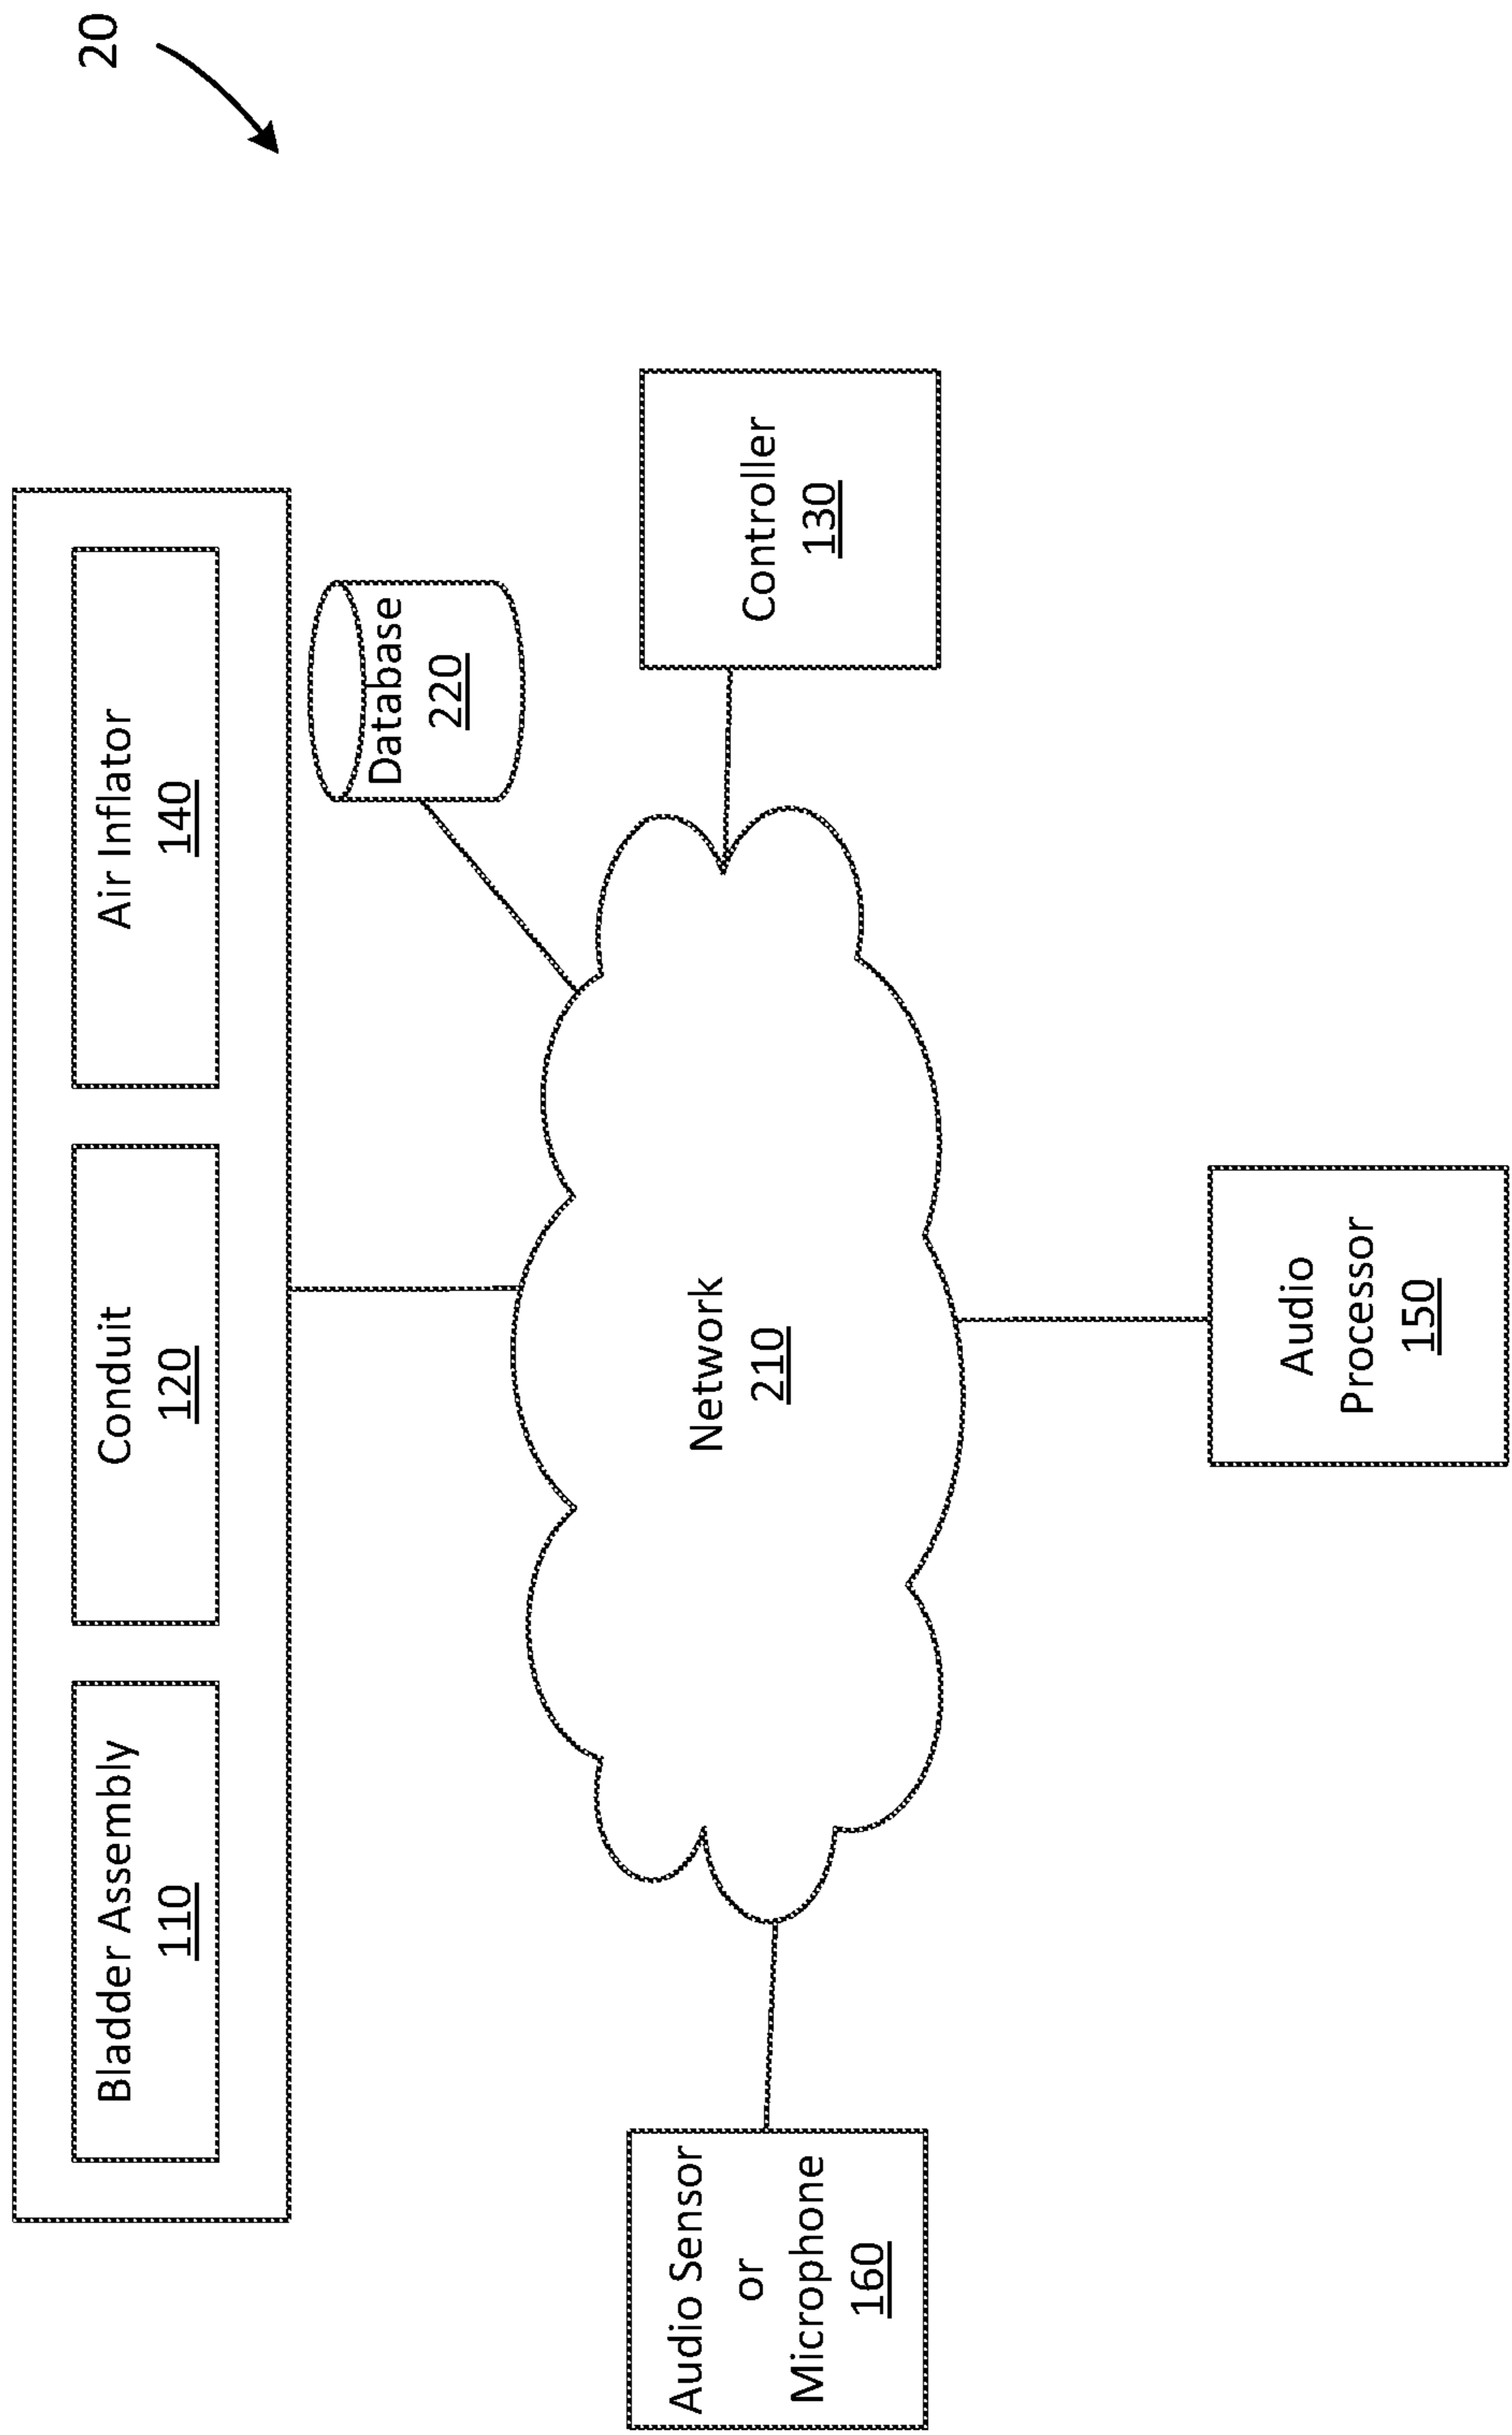 20
Bladder Assembly
110
Conduit
120
Air Inflator
140
Database
220
Audio Sensor
or
Microphone
160
Network
210
Controller
130
Audio
Processor
150